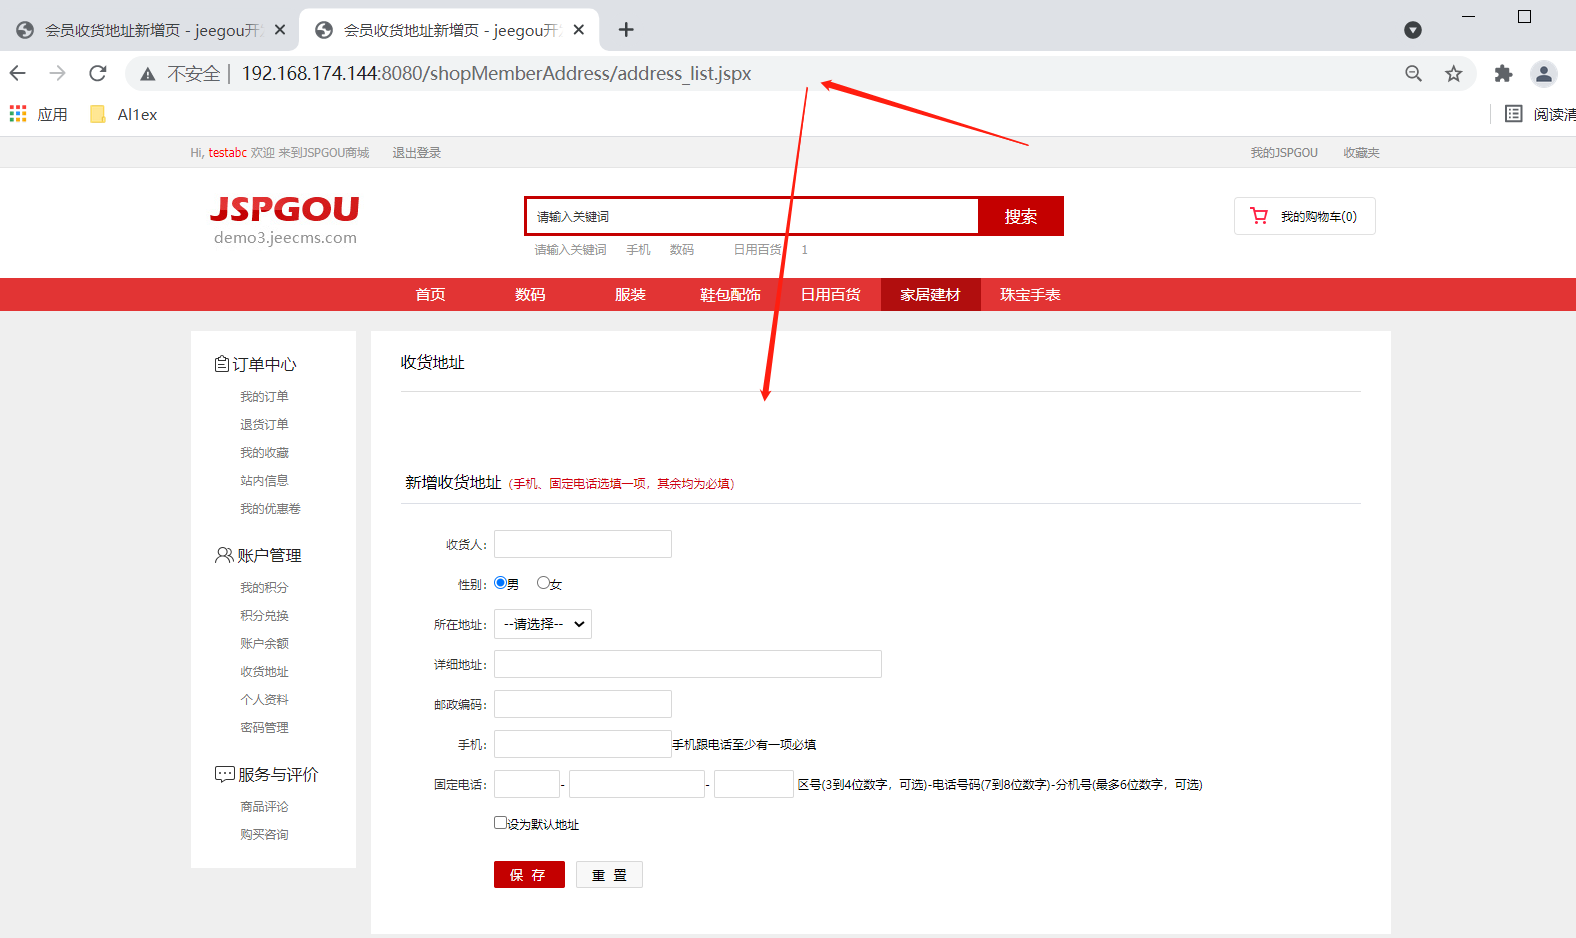 会员收货地址新增页 - jeegou开
会员收货地址新增页 - jeegou开
不安全 | 192.168.174.144:8080/shopMemberAddress/address_list.jspx
应用 Al1ex 阅读清
Hi, testabc 欢迎 来到JSPGOU商城 退出登录 我的JSPGOU 收藏夹
JSPGOU
demo3.jeecms.com
请输入关键词 搜索
我的购物车(0)
请输入关键词 手机 数码 日用百货 1
首页 数码 服装 鞋包配饰 日用百货 家居建材 珠宝手表
订单中心
我的订单
退货订单
我的收藏
站内信息
我的优惠卷
账户管理
我的积分
积分兑换
账户余额
收货地址
个人资料
密码管理
服务与评价
商品评论
购买咨询
收货地址
新增收货地址 (手机、固定电话选填一项，其余均为必填)
收货人:
性别: 男 女
所在地址: --请选择--
详细地址:
邮政编码:
手机: 手机跟电话至少有一项必填
固定电话: - - 区号(3到4位数字，可选)-电话号码(7到8位数字)-分机号(最多6位数字，可选)
设为默认地址
保 存 重 置